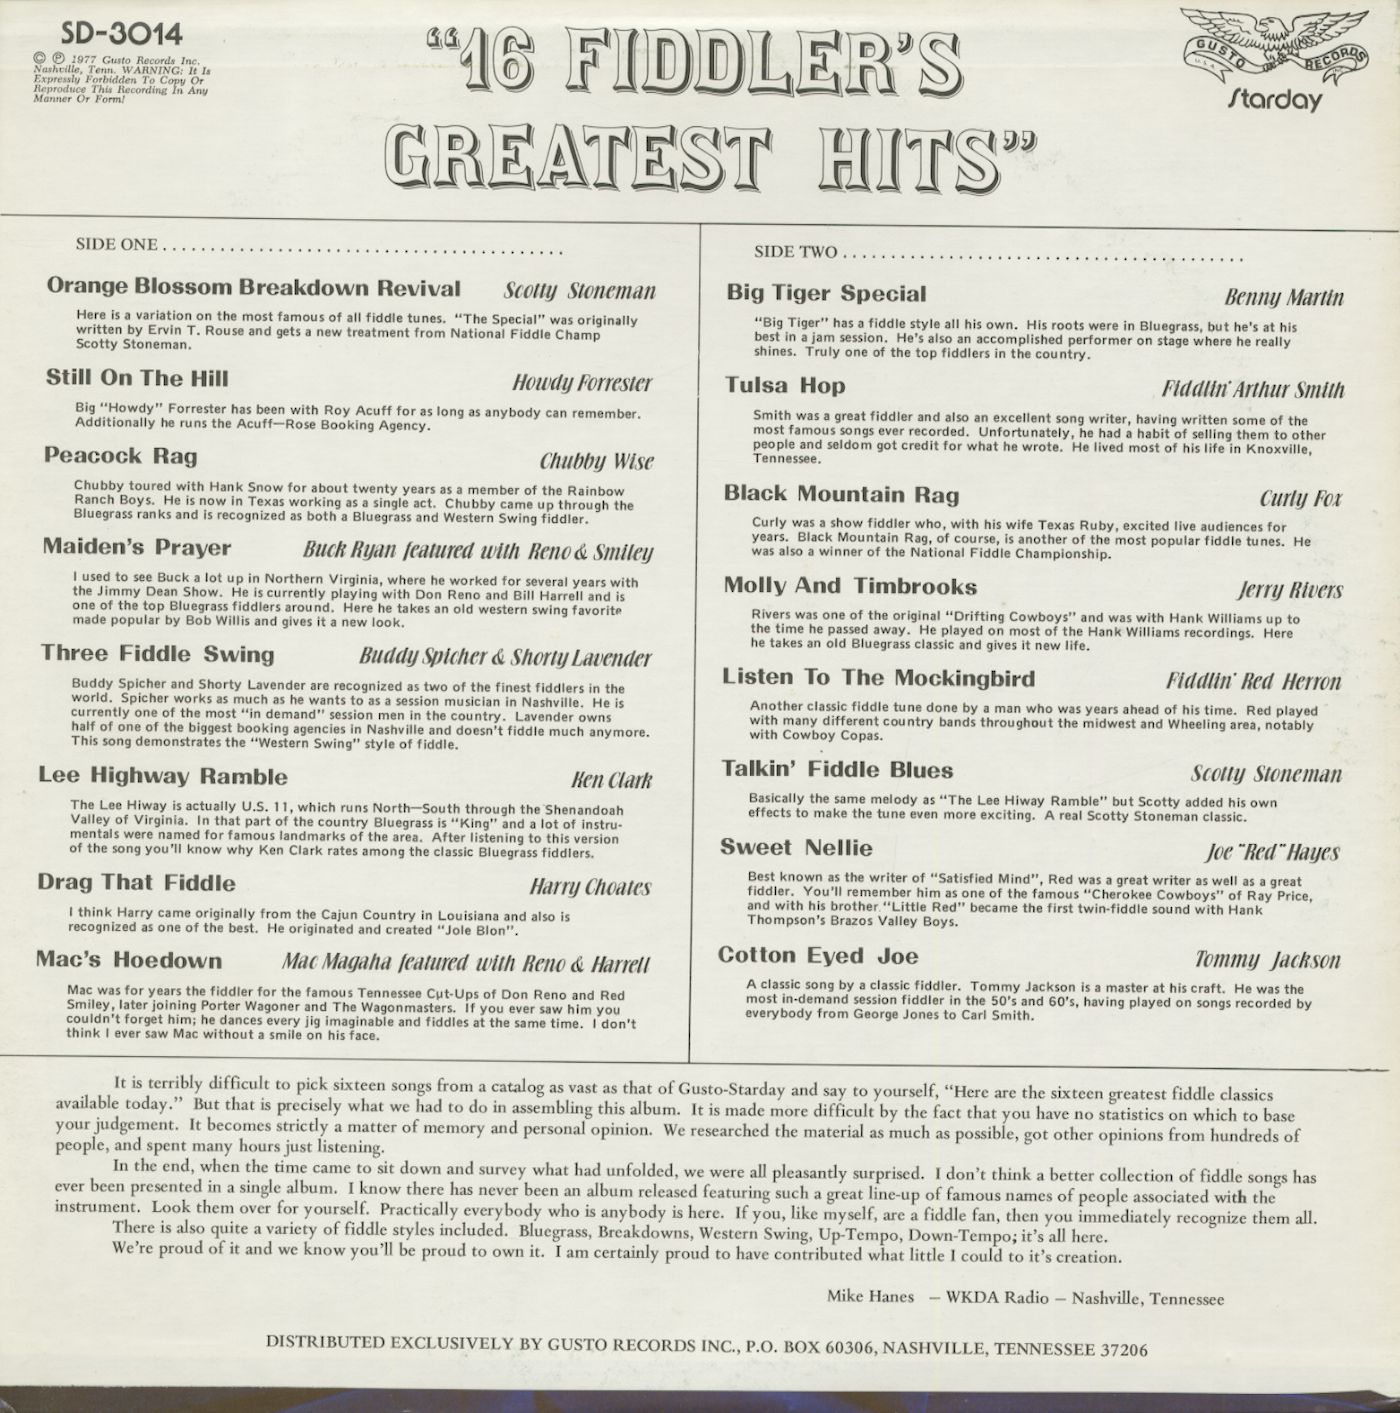 SD-3014
© ℗ 1977 Gusto Records Inc.
Nashville, Tenn. WARNING: It Is
Expressly Forbidden To Copy Or
Reproduce This Recording In Any
Manner Or Form!
“16 FIDDLER’S
GREATEST HITS”
GUSTO RECORDS
U.S.A. INC.
Starday
SIDE ONE . . . . . . . . . . . . . . . . . . . . . . . . . . . . . . . . . . . . . . . . . .
Orange Blossom Breakdown Revival Scotty Stoneman
Here is a variation on the most famous of all fiddle tunes. “The Special” was originally
written by Ervin T. Rouse and gets a new treatment from National Fiddle Champ
Scotty Stoneman.
Still On The Hill Howdy Forrester
Big “Howdy” Forrester has been with Roy Acuff for as long as anybody can remember.
Additionally he runs the Acuff—Rose Booking Agency.
Peacock Rag Chubby Wise
Chubby toured with Hank Snow for about twenty years as a member of the Rainbow
Ranch Boys. He is now in Texas working as a single act. Chubby came up through the
Bluegrass ranks and is recognized as both a Bluegrass and Western Swing fiddler.
Maiden’s Prayer Buck Ryan featured with Reno & Smiley
I used to see Buck a lot up in Northern Virginia, where he worked for several years with
the Jimmy Dean Show. He is currently playing with Don Reno and Bill Harrell and is
one of the top Bluegrass fiddlers around. Here he takes an old western swing favorite
made popular by Bob Willis and gives it a new look.
Three Fiddle Swing Buddy Spicher & Shorty Lavender
Buddy Spicher and Shorty Lavender are recognized as two of the finest fiddlers in the
world. Spicher works as much as he wants to as a session musician in Nashville. He is
currently one of the most “in demand” session men in the country. Lavender owns
half of one of the biggest booking agencies in Nashville and doesn’t fiddle much anymore.
This song demonstrates the “Western Swing” style of fiddle.
Lee Highway Ramble Ken Clark
The Lee Hiway is actually U.S. 11, which runs North—South through the Shenandoah
Valley of Virginia. In that part of the country Bluegrass is “King” and a lot of instru-
mentals were named for famous landmarks of the area. After listening to this version
of the song you’ll know why Ken Clark rates among the classic Bluegrass fiddlers.
Drag That Fiddle Harry Choates
I think Harry came originally from the Cajun Country in Louisiana and also is
recognized as one of the best. He originated and created “Jole Blon”.
Mac’s Hoedown Mac Magaha featured with Reno & Harrell
Mac was for years the fiddler for the famous Tennessee Cut-Ups of Don Reno and Red
Smiley, later joining Porter Wagoner and The Wagonmasters. If you ever saw him you
couldn’t forget him; he dances every jig imaginable and fiddles at the same time. I don’t
think I ever saw Mac without a smile on his face.
SIDE TWO . . . . . . . . . . . . . . . . . . . . . . . . . . . . . . . . . . . . . . . . . .
Big Tiger Special Benny Martin
“Big Tiger” has a fiddle style all his own. His roots were in Bluegrass, but he’s at his
best in a jam session. He’s also an accomplished performer on stage where he really
shines. Truly one of the top fiddlers in the country.
Tulsa Hop Fiddlin’ Arthur Smith
Smith was a great fiddler and also an excellent song writer, having written some of the
most famous songs ever recorded. Unfortunately, he had a habit of selling them to other
people and seldom got credit for what he wrote. He lived most of his life in Knoxville,
Tennessee.
Black Mountain Rag Curly Fox
Curly was a show fiddler who, with his wife Texas Ruby, excited live audiences for
years. Black Mountain Rag, of course, is another of the most popular fiddle tunes. He
was also a winner of the National Fiddle Championship.
Molly And Timbrooks Jerry Rivers
Rivers was one of the original “Drifting Cowboys” and was with Hank Williams up to
the time he passed away. He played on most of the Hank Williams recordings. Here
he takes an old Bluegrass classic and gives it new life.
Listen To The Mockingbird Fiddlin’ Red Herron
Another classic fiddle tune done by a man who was years ahead of his time. Red played
with many different country bands throughout the midwest and Wheeling area, notably
with Cowboy Copas.
Talkin’ Fiddle Blues Scotty Stoneman
Basically the same melody as “The Lee Hiway Ramble” but Scotty added his own
effects to make the tune even more exciting. A real Scotty Stoneman classic.
Sweet Nellie Joe “Red” Hayes
Best known as the writer of “Satisfied Mind”, Red was a great writer as well as a great
fiddler. You’ll remember him as one of the famous “Cherokee Cowboys” of Ray Price,
and with his brother “Little Red” became the first twin-fiddle sound with Hank
Thompson’s Brazos Valley Boys.
Cotton Eyed Joe Tommy Jackson
A classic song by a classic fiddler. Tommy Jackson is a master at his craft. He was the
most in-demand session fiddler in the 50’s and 60’s, having played on songs recorded by
everybody from George Jones to Carl Smith.
It is terribly difficult to pick sixteen songs from a catalog as vast as that of Gusto-Starday and say to yourself, “Here are the sixteen greatest fiddle classics
available today.” But that is precisely what we had to do in assembling this album. It is made more difficult by the fact that you have no statistics on which to base
your judgement. It becomes strictly a matter of memory and personal opinion. We researched the material as much as possible, got other opinions from hundreds of
people, and spent many hours just listening.
In the end, when the time came to sit down and survey what had unfolded, we were all pleasantly surprised. I don’t think a better collection of fiddle songs has
ever been presented in a single album. I know there has never been an album released featuring such a great line-up of famous names of people associated with the
instrument. Look them over for yourself. Practically everybody who is anybody is here. If you, like myself, are a fiddle fan, then you immediately recognize them all.
There is also quite a variety of fiddle styles included. Bluegrass, Breakdowns, Western Swing, Up-Tempo, Down-Tempo; it’s all here.
We’re proud of it and we know you’ll be proud to own it. I am certainly proud to have contributed what little I could to it’s creation.
Mike Hanes — WKDA Radio — Nashville, Tennessee
DISTRIBUTED EXCLUSIVELY BY GUSTO RECORDS INC., P.O. BOX 60306, NASHVILLE, TENNESSEE 37206